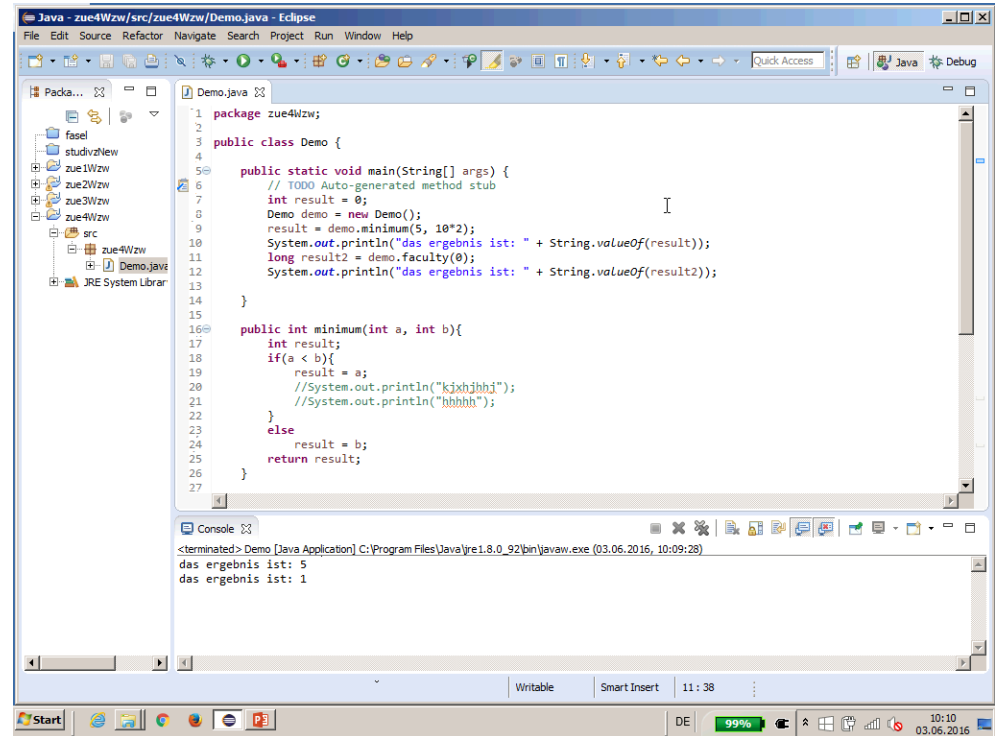 Java - zue4Wzw/src/zue4Wzw/Demo.java - Eclipse
File Edit Source Refactor Navigate Search Project Run Window Help
Quick Access
Java
Debug
Packa...
fasel
studivzNew
zue1Wzw
zue2Wzw
zue3Wzw
zue4Wzw
src
zue4Wzw
Demo.java
JRE System Librar
Demo.java
1 package zue4Wzw;
2
3 public class Demo {
4
5 public static void main(String[] args) {
6 // TODO Auto-generated method stub
7 int result = 0;
8 Demo demo = new Demo();
9 result = demo.minimum(5, 10*2);
10 System.out.println("das ergebnis ist: " + String.valueOf(result));
11 long result2 = demo.faculty(0);
12 System.out.println("das ergebnis ist: " + String.valueOf(result2));
13
14 }
15
16 public int minimum(int a, int b){
17 int result;
18 if(a < b){
19 result = a;
20 //System.out.println("kjxhjhhj");
21 //System.out.println("hhhhh");
22 }
23 else
24 result = b;
25 return result;
26 }
27
Console
<terminated> Demo [Java Application] C:\Program Files\Java\jre1.8.0_92\bin\javaw.exe (03.06.2016, 10:09:28)
das ergebnis ist: 5
das ergebnis ist: 1
Writable
Smart Insert
11 : 38
Start
DE
99%
10:10
03.06.2016